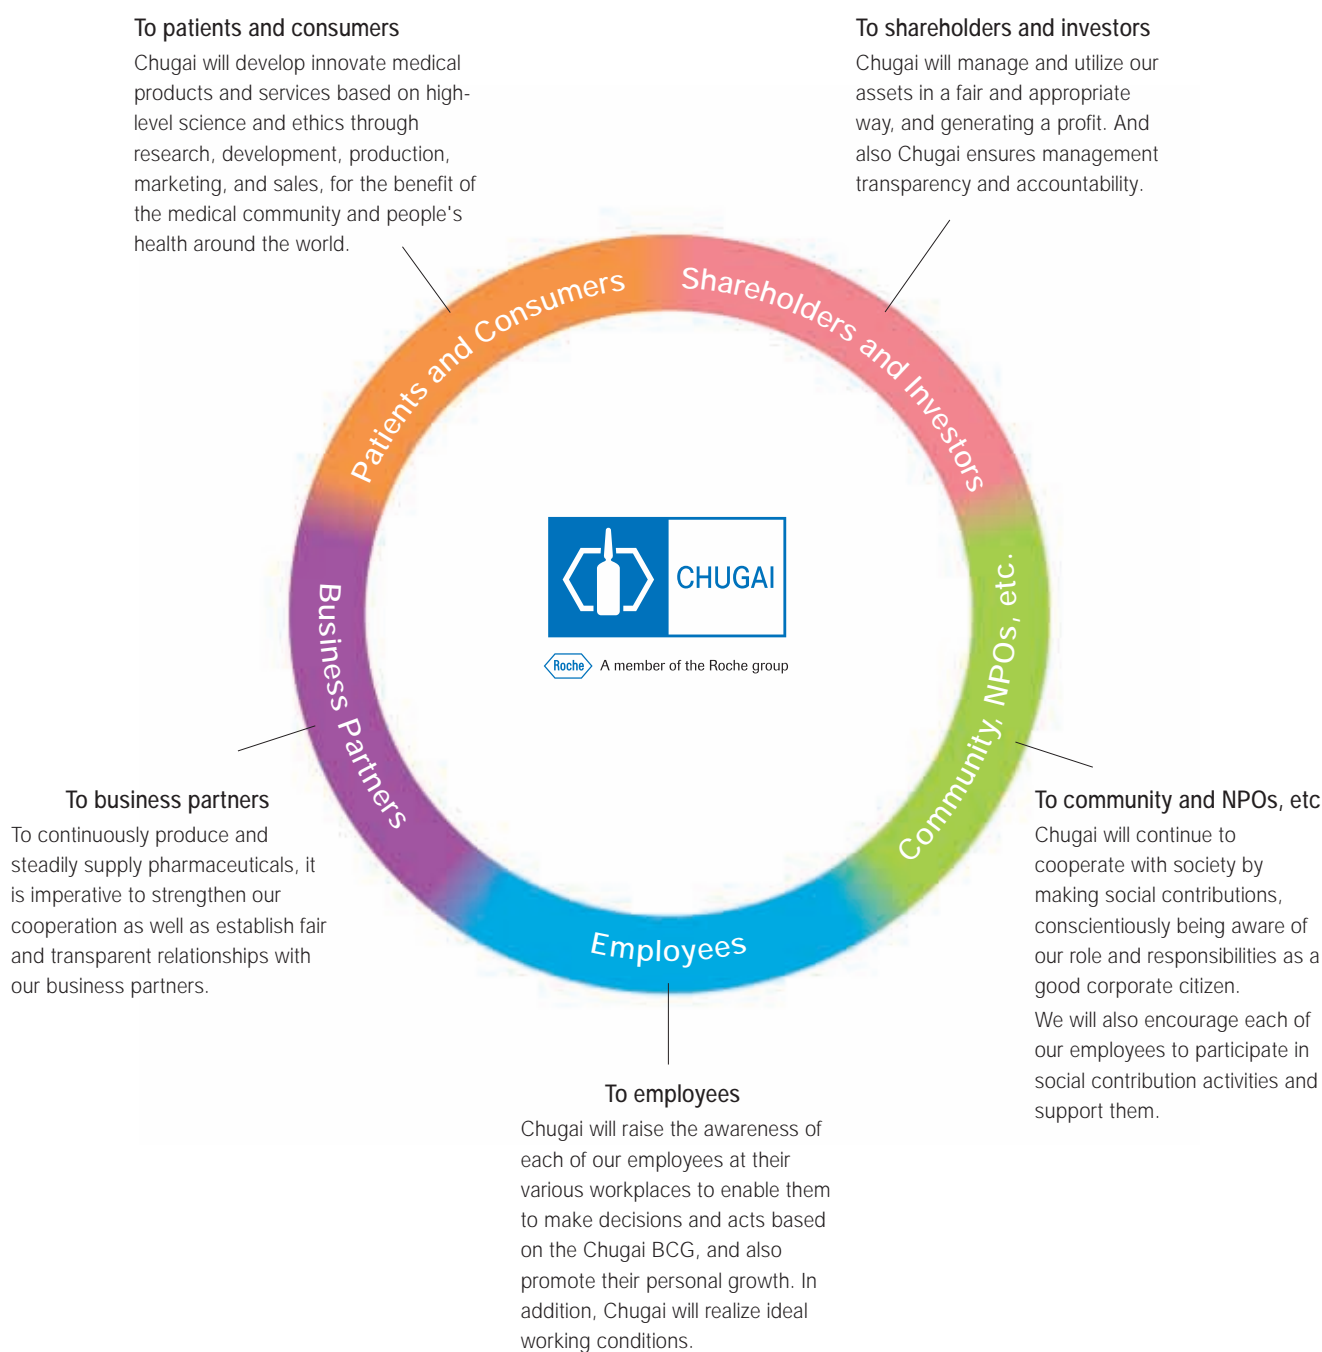 To patients and consumers
Chugai will develop innovate medical
products and services based on high-
level science and ethics through
research, development, production,
marketing, and sales, for the benefit of
the medical community and people's
health around the world.
To shareholders and investors
Chugai will manage and utilize our
assets in a fair and appropriate
way, and generating a profit. And
also Chugai ensures management
transparency and accountability.
Patients and Consumers
Shareholders and Investors
Business Partners
Community, NPOs, etc.
Employees
CHUGAI
Roche A member of the Roche group
To business partners
To continuously produce and
steadily supply pharmaceuticals, it
is imperative to strengthen our
cooperation as well as establish fair
and transparent relationships with
our business partners.
To community and NPOs, etc
Chugai will continue to
cooperate with society by
making social contributions,
conscientiously being aware of
our role and responsibilities as a
good corporate citizen.
We will also encourage each of
our employees to participate in
social contribution activities and
support them.
To employees
Chugai will raise the awareness of
each of our employees at their
various workplaces to enable them
to make decisions and acts based
on the Chugai BCG, and also
promote their personal growth. In
addition, Chugai will realize ideal
working conditions.